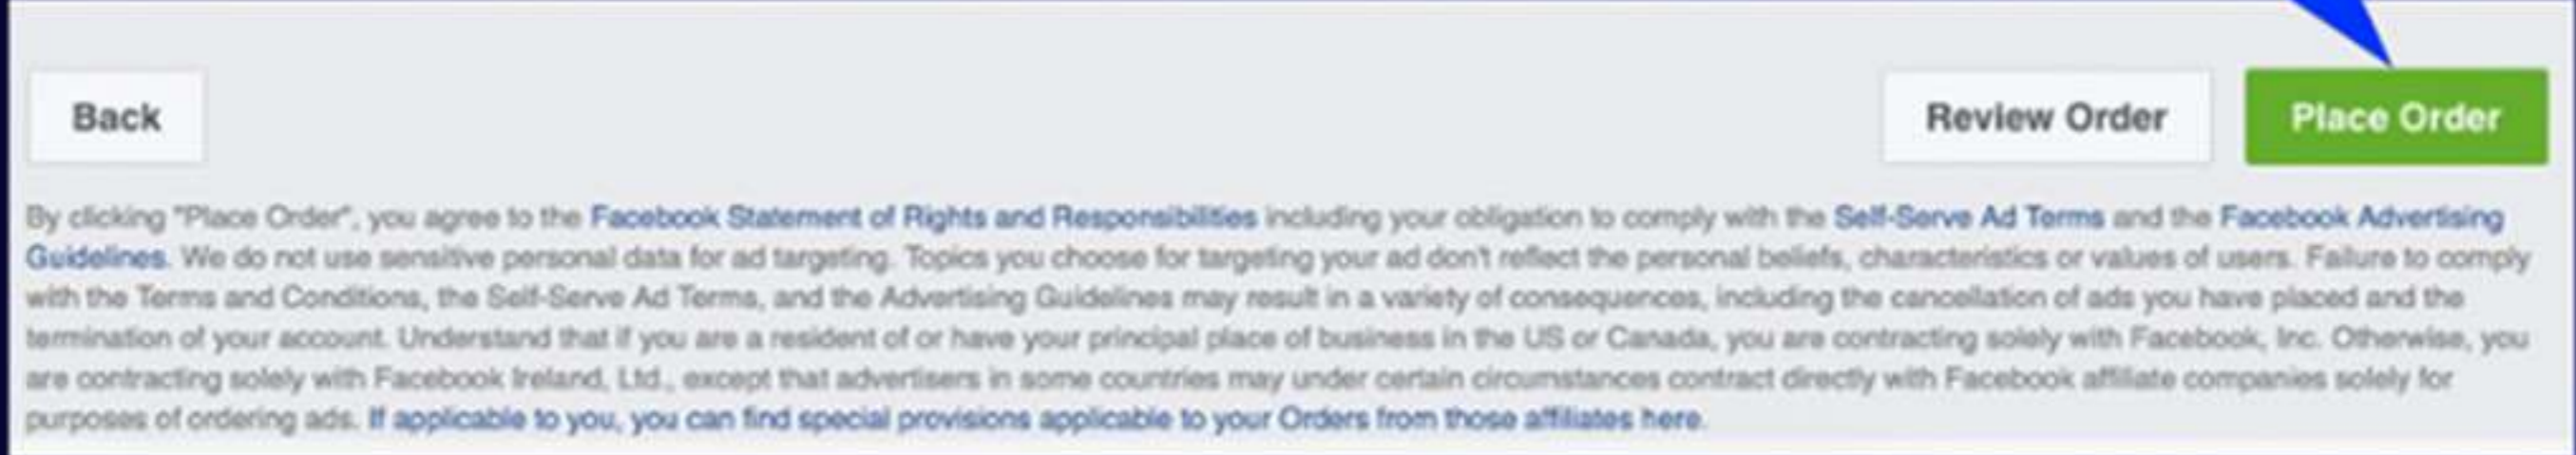 Back
Review Order
Place Order
By clicking "Place Order", you agree to the Facebook Statement of Rights and Responsibilities including your obligation to comply with the Self-Serve Ad Terms and the Facebook Advertising
Guidelines. We do not use sensitive personal data for ad targeting. Topics you choose for targeting your ad don't reflect the personal beliefs, characteristics or values of users. Failure to comply
with the Terms and Conditions, the Self-Serve Ad Terms, and the Advertising Guidelines may result in a variety of consequences, including the cancellation of ads you have placed and the
termination of your account. Understand that if you are a resident of or have your principal place of business in the US or Canada, you are contracting solely with Facebook, Inc. Otherwise, you
are contracting solely with Facebook Ireland, Ltd., except that advertisers in some countries may under certain circumstances contract directly with Facebook affiliate companies solely for
purposes of ordering ads. If applicable to you, you can find special provisions applicable to your Orders from those affiliates here.